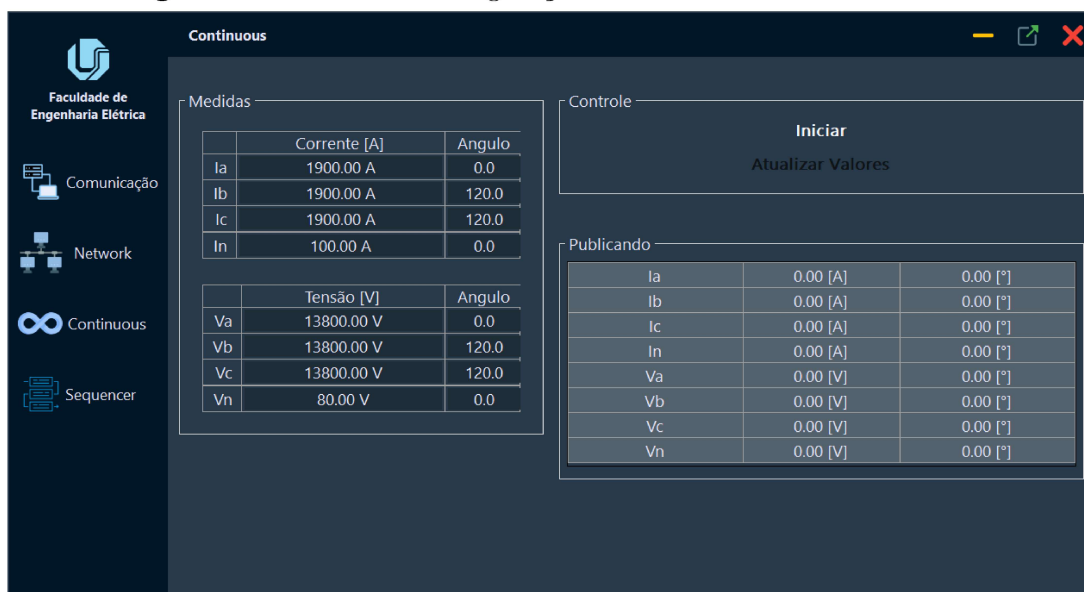 Continuous
Faculdade de
Engenharia Elétrica
Comunicação
Network
Continuous
Sequencer
Medidas
Corrente [A] Angulo
Ia 1900.00 A 0.0
Ib 1900.00 A 120.0
Ic 1900.00 A 120.0
In 100.00 A 0.0
Tensão [V] Angulo
Va 13800.00 V 0.0
Vb 13800.00 V 120.0
Vc 13800.00 V 120.0
Vn 80.00 V 0.0
Controle
Iniciar
Atualizar Valores
Publicando
Ia 0.00 [A] 0.00 [°]
Ib 0.00 [A] 0.00 [°]
Ic 0.00 [A] 0.00 [°]
In 0.00 [A] 0.00 [°]
Va 0.00 [V] 0.00 [°]
Vb 0.00 [V] 0.00 [°]
Vc 0.00 [V] 0.00 [°]
Vn 0.00 [V] 0.00 [°]